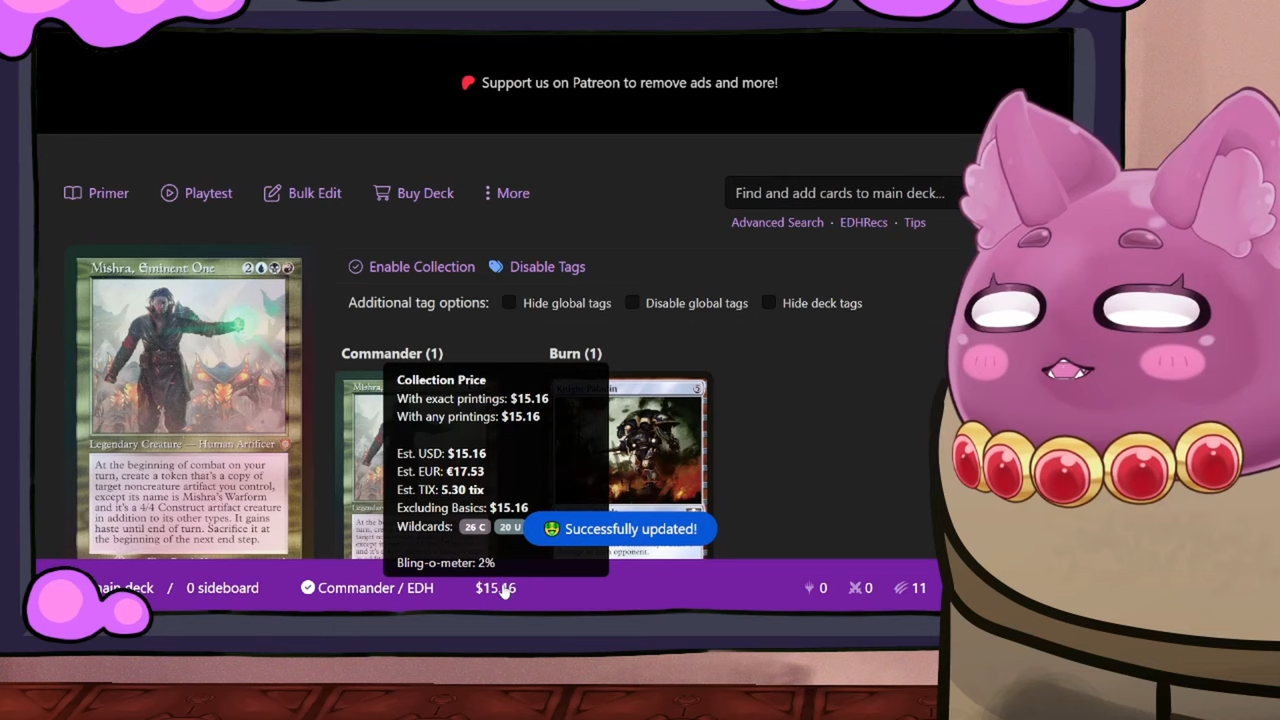 Support us on Patreon to remove ads and more!
Primer Playtest Bulk Edit Buy Deck More
Find and add cards to main deck...
Advanced Search · EDHRecs · Tips
Mishra, Eminent One 2
Enable Collection Disable Tags
Additional tag options: Hide global tags Disable global tags Hide deck tags
Commander (1) Burn (1)
Legendary Creature — Human Artificer
At the beginning of combat on your
turn, create a token that's a copy of
target noncreature artifact you control,
except its name is Mishra's Warform
and it's a 4/4 Construct artifact creature
in addition to its other types. It gains
haste until end of turn. Sacrifice it at
the beginning of the next end step.
Mishra,
Paladin 5
Collection Price
With exact printings: $15.16
With any printings: $15.16
Est. USD: $15.16
Est. EUR: €17.53
Est. TIX: 5.30 tix
Excluding Basics: $15.16
Wildcards: 26 C 20 U
Bling-o-meter: 2%
Successfully updated!
opponent.
deck / 0 sideboard Commander / EDH $15.16 0 0 11